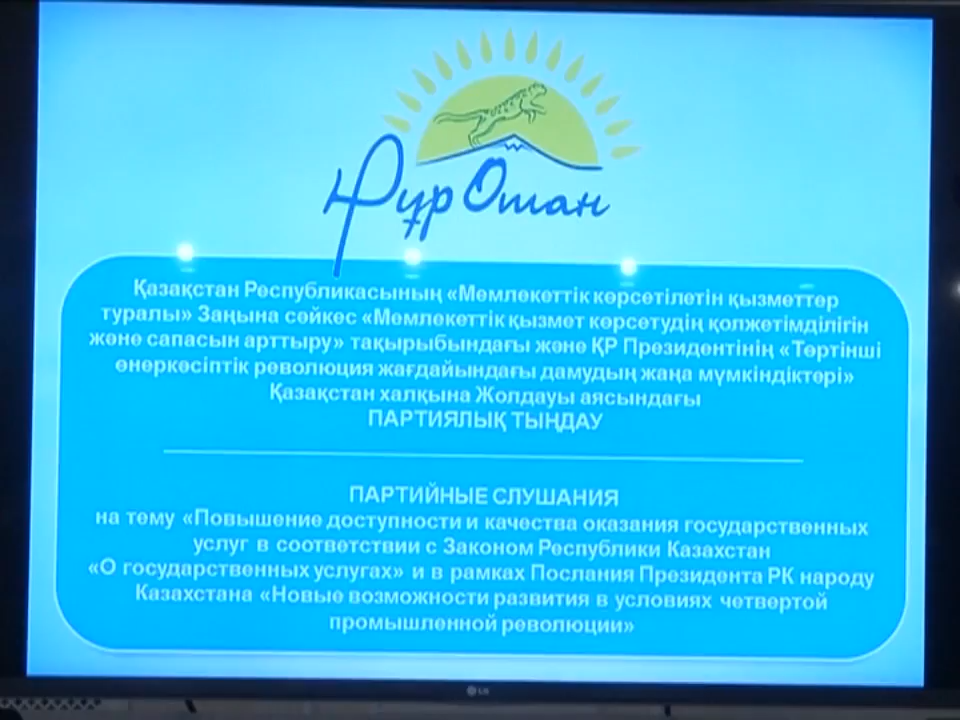 Нұр Отан
Қазақстан Республикасының «Мемлекеттік көрсетілетін қызметтер
туралы» Заңына сәйкес «Мемлекеттік қызмет көрсетудің қолжетімділігін
және сапасын арттыру» тақырыбындағы және ҚР Президентінің «Төртінші
өнеркәсіптік революция жағдайындағы дамудың жаңа мүмкіндіктері»
Қазақстан халқына Жолдауы аясындағы
ПАРТИЯЛЫҚ ТЫҢДАУ
ПАРТИЙНЫЕ СЛУШАНИЯ
на тему «Повышение доступности и качества оказания государственных
услуг в соответствии с Законом Республики Казахстан
«О государственных услугах» и в рамках Послания Президента РК народу
Казахстана «Новые возможности развития в условиях четвертой
промышленной революции»
LG